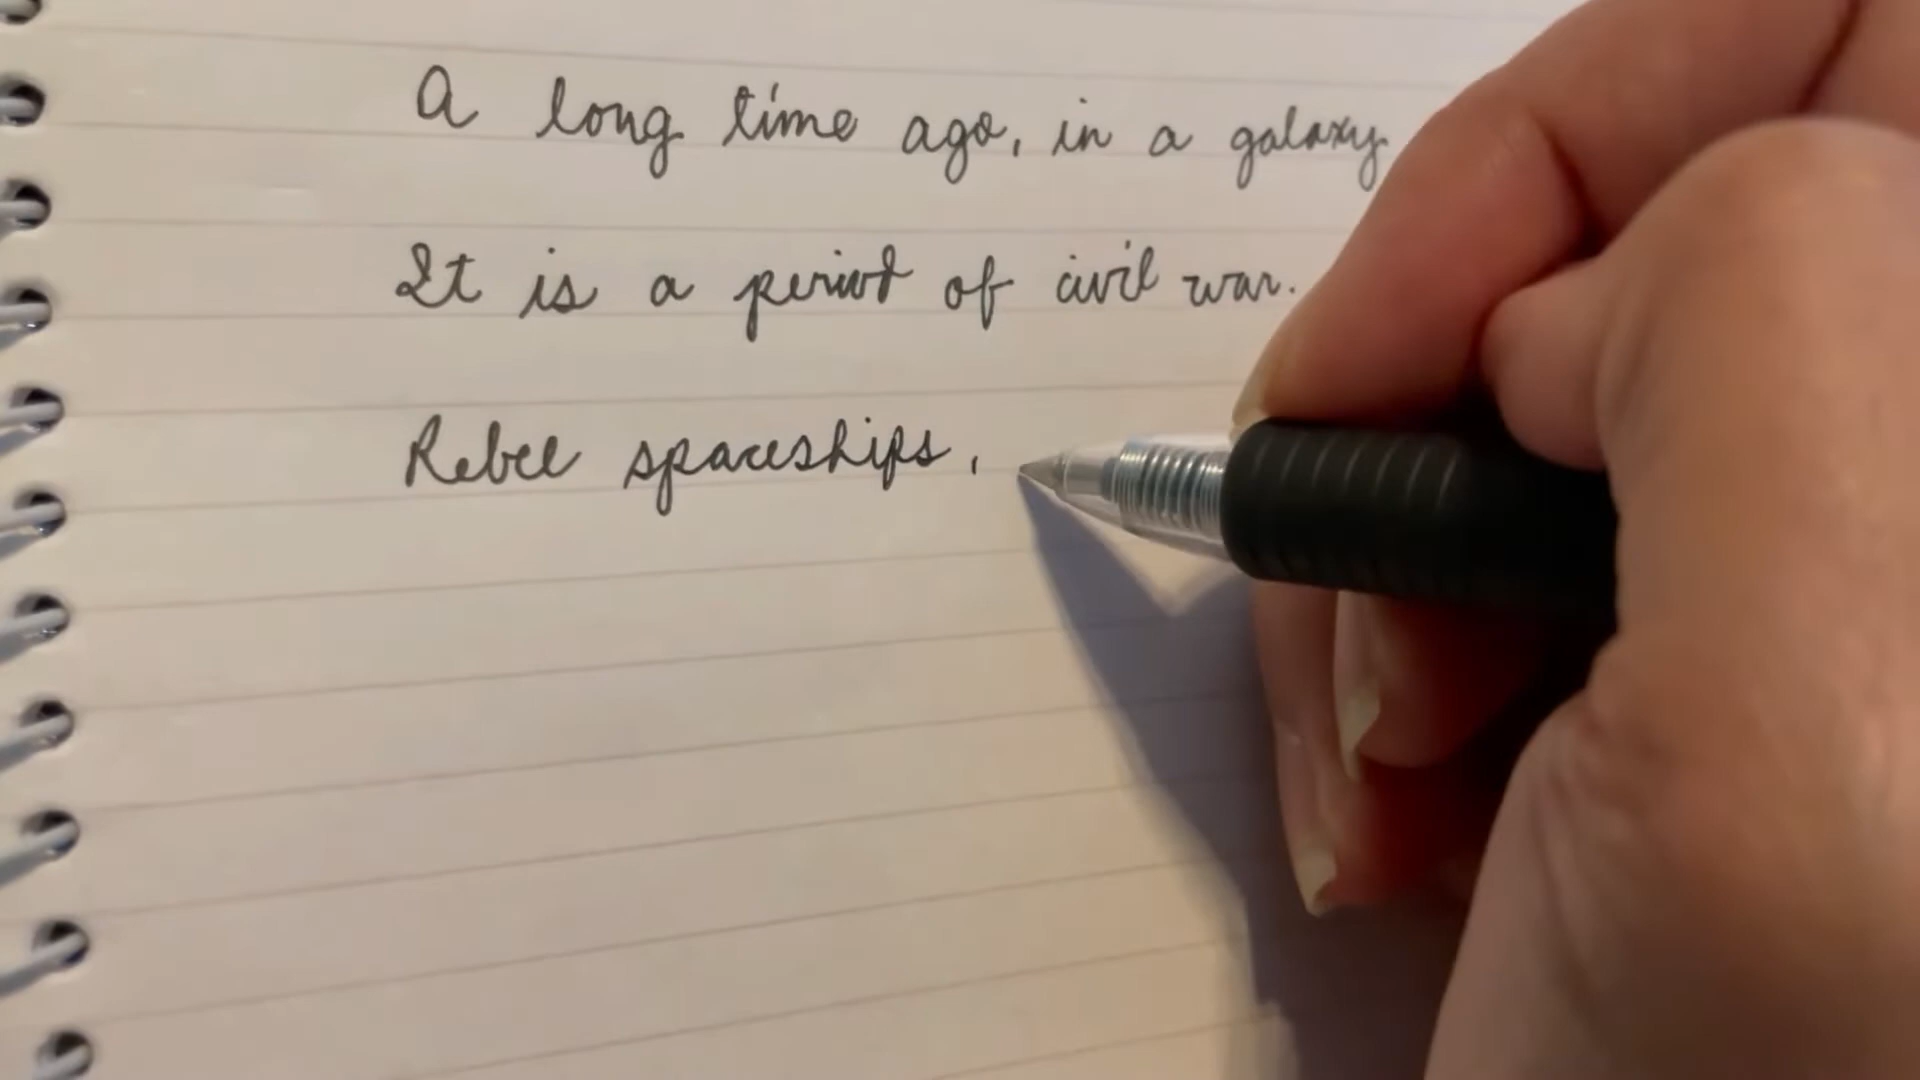 A long time ago, in a galaxy
It is a period of civil war.
Rebel spaceships,